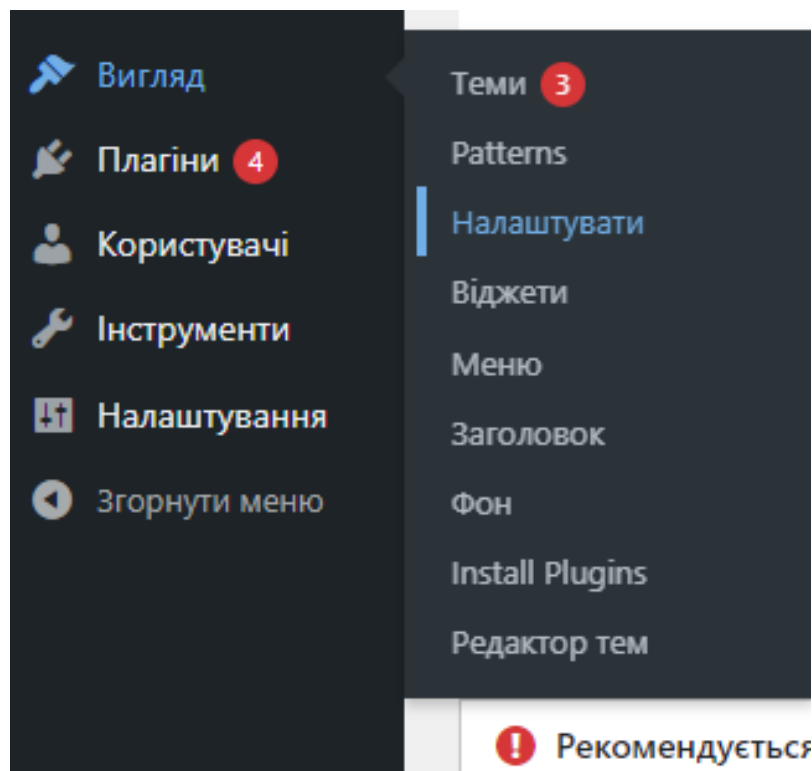 Вигляд
Плагіни 4
Користувачі
Інструменти
Налаштування
Згорнути меню
Теми 3
Patterns
Налаштувати
Віджети
Меню
Заголовок
Фон
Install Plugins
Редактор тем
Рекомендується